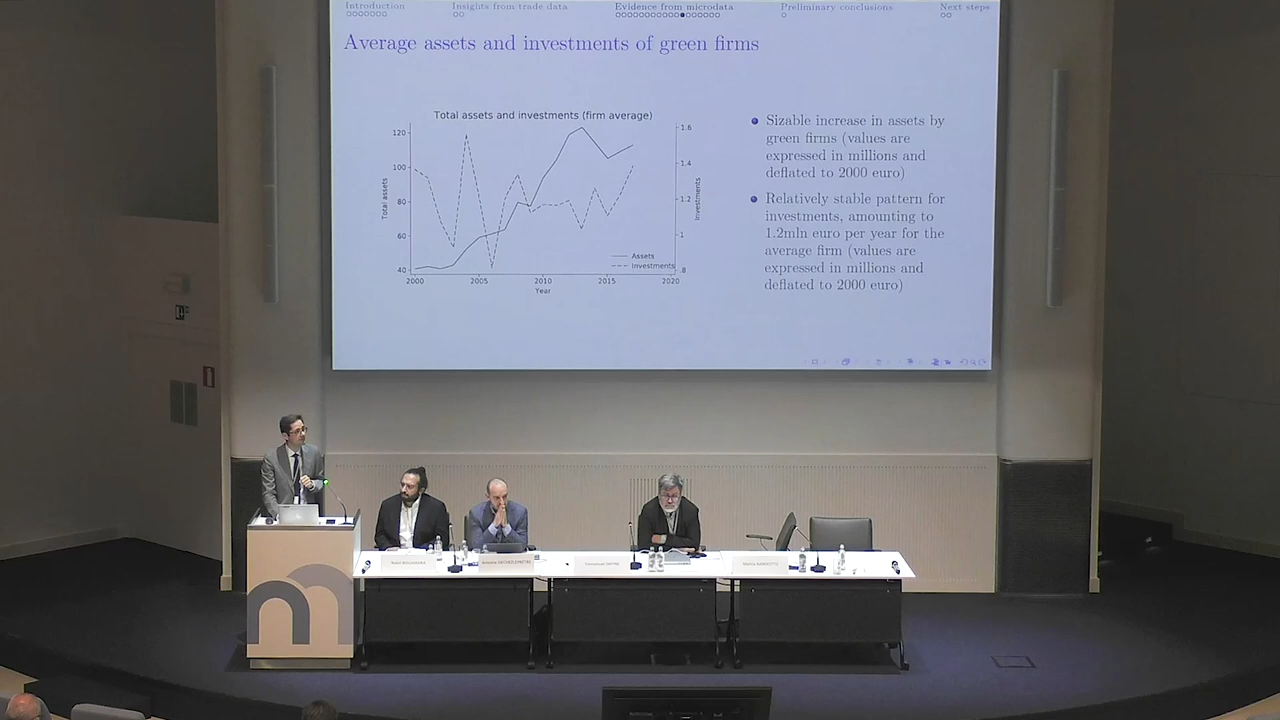 Introduction
Insights from trade data
Evidence from microdata
Preliminary conclusions
Next steps
Average assets and investments of green firms
Total assets and investments (firm average)
120
100
80
60
40
Total assets
1.6
1.4
1.2
1
.8
Investments
Assets
Investments
2000
2005
2010
2015
2020
Year
Sizable increase in assets by
green firms (values are
expressed in millions and
deflated to 2000 euro)
Relatively stable pattern for
investments, amounting to
1.2mln euro per year for the
average firm (values are
expressed in millions and
deflated to 2000 euro)